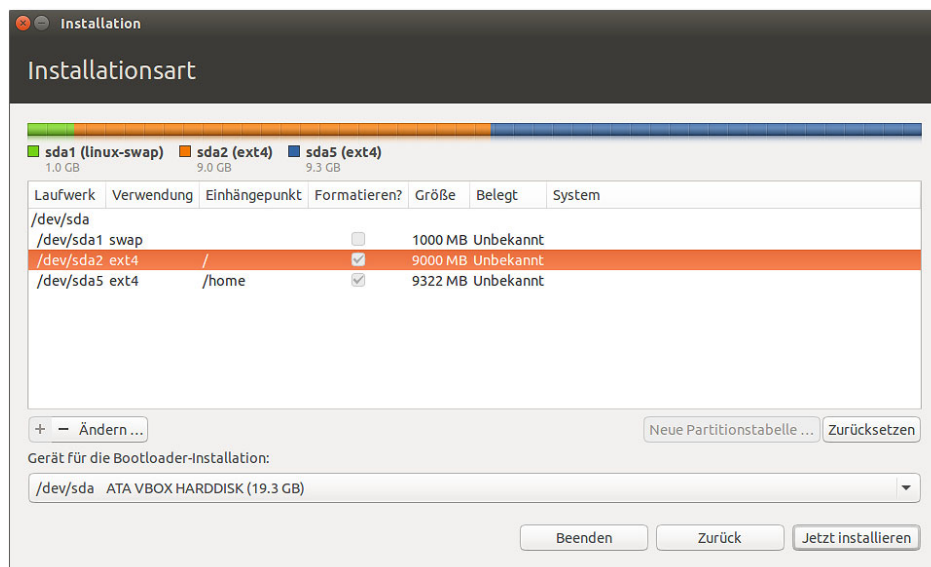 Installation
Installationsart
sda1 (linux-swap) sda2 (ext4) sda5 (ext4)
1.0 GB 9.0 GB 9.3 GB
Laufwerk Verwendung Einhängepunkt Formatieren? Größe Belegt System
/dev/sda
/dev/sda1 swap 1000 MB Unbekannt
/dev/sda2 ext4 / 9000 MB Unbekannt
/dev/sda5 ext4 /home 9322 MB Unbekannt
+ − Ändern ... Neue Partitionstabelle ... Zurücksetzen
Gerät für die Bootloader-Installation:
/dev/sda ATA VBOX HARDDISK (19.3 GB)
Beenden Zurück Jetzt installieren